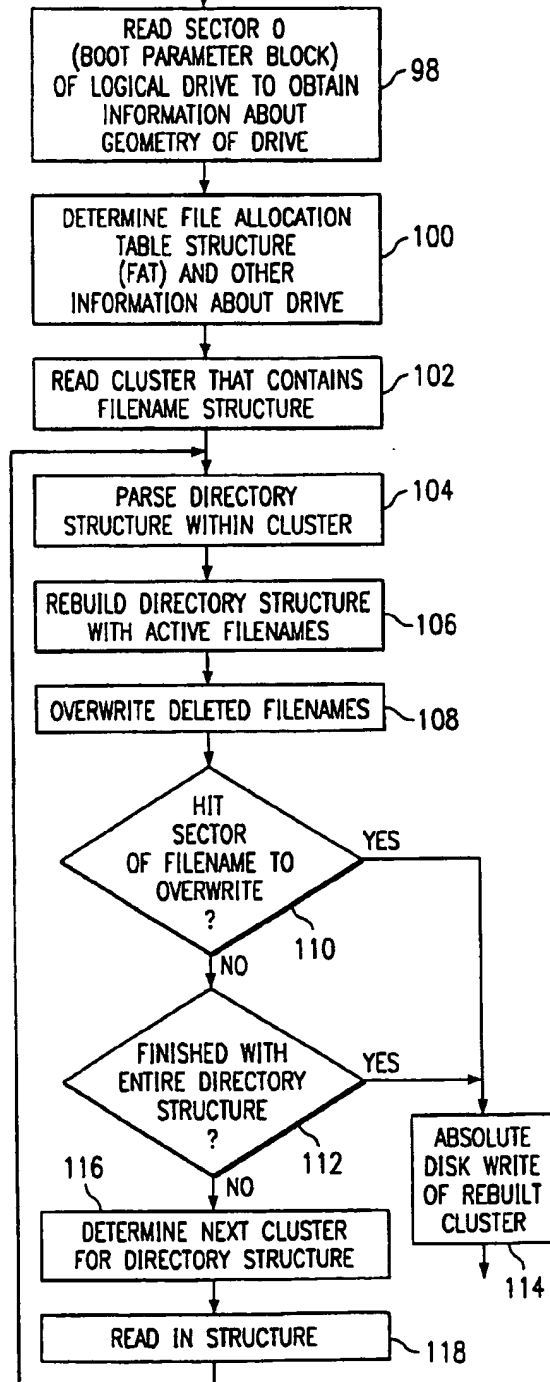 READ SECTOR 0
(BOOT PARAMETER BLOCK)
OF LOGICAL DRIVE TO OBTAIN
INFORMATION ABOUT
GEOMETRY OF DRIVE
98
DETERMINE FILE ALLOCATION
TABLE STRUCTURE
(FAT) AND OTHER
INFORMATION ABOUT DRIVE
100
READ CLUSTER THAT CONTAINS
FILENAME STRUCTURE
102
PARSE DIRECTORY
STRUCTURE WITHIN CLUSTER
104
REBUILD DIRECTORY STRUCTURE
WITH ACTIVE FILENAMES
106
OVERWRITE DELETED FILENAMES
108
HIT
SECTOR
OF FILENAME TO
OVERWRITE
?
YES
110
NO
FINISHED WITH
ENTIRE DIRECTORY
STRUCTURE
?
YES
112
NO
ABSOLUTE
DISK WRITE
OF REBUILT
CLUSTER
114
116
DETERMINE NEXT CLUSTER
FOR DIRECTORY STRUCTURE
READ IN STRUCTURE
118